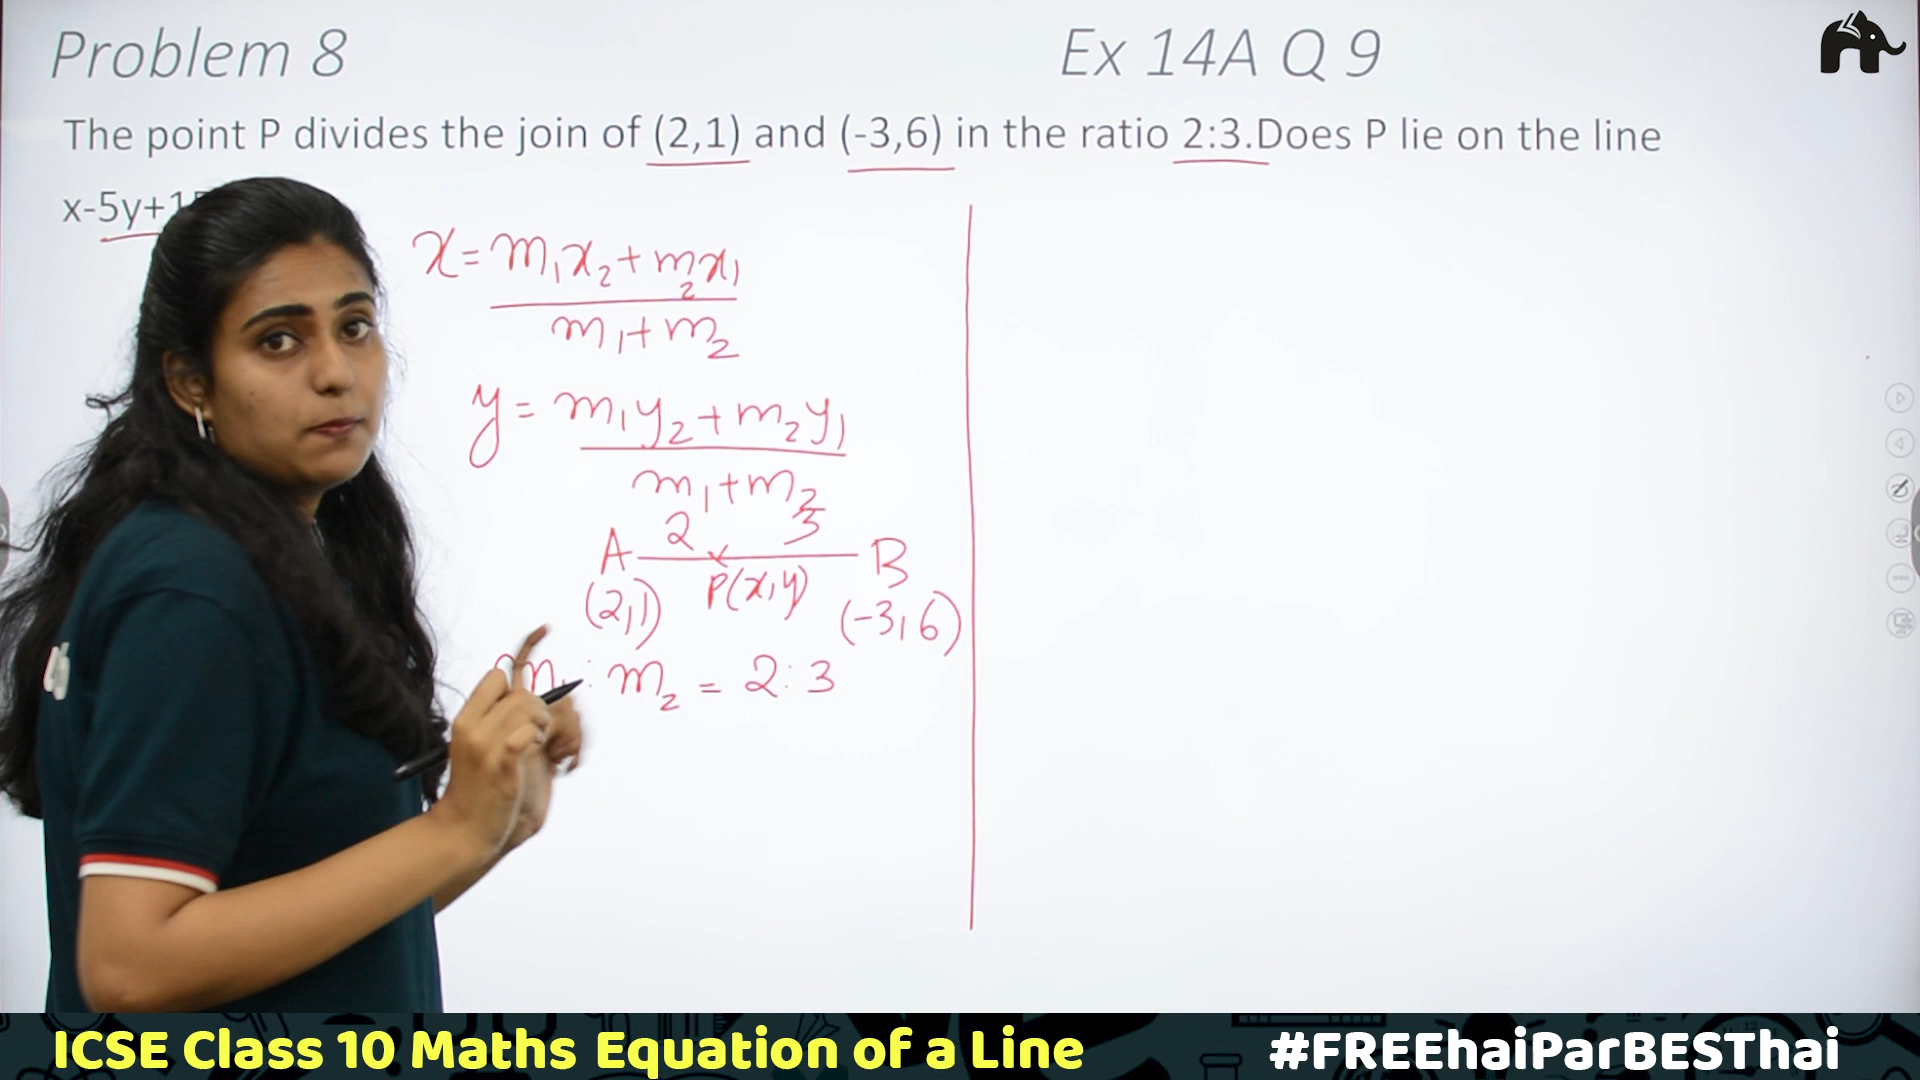 Problem 8
Ex 14A Q 9
The point P divides the join of (2,1) and (-3,6) in the ratio 2:3.Does P lie on the line
x-5y+1
x = m₁x₂ + m₂x₁
m₁ + m₂
y = m₁y₂ + m₂y₁
m₁ + m₂
2 3
A B
P(x,y)
(2,1) (-3,6)
m₁ : m₂ = 2 : 3
ICSE Class 10 Maths Equation of a Line
#FREEhaiParBESThai